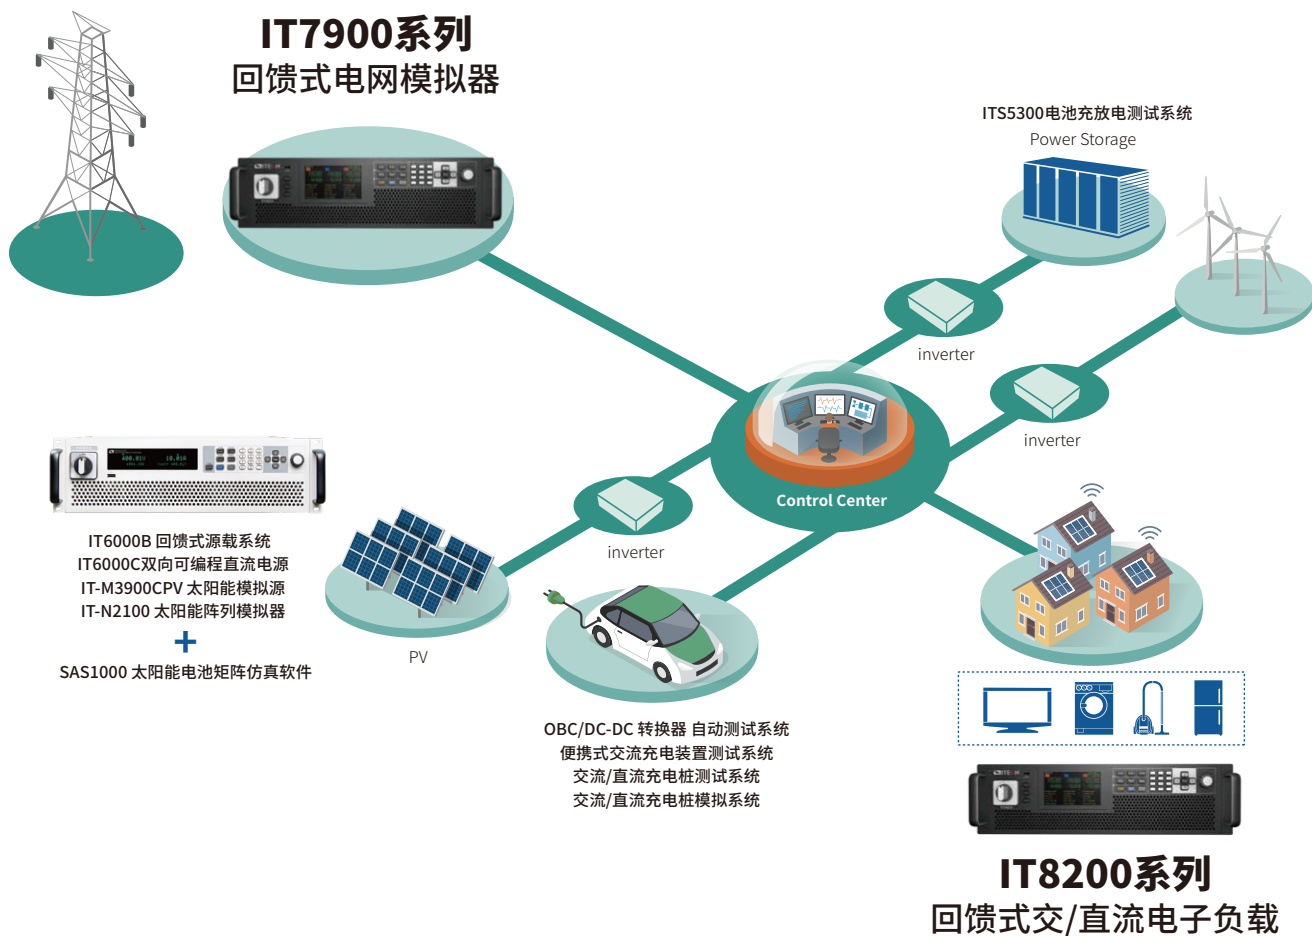 IT7900系列
回馈式电网模拟器
ITS5300电池充放电测试系统
Power Storage
inverter
inverter
Control Center
inverter
IT6000B 回馈式源载系统
IT6000C双向可编程直流电源
IT-M3900CPV 太阳能模拟源
IT-N2100 太阳能阵列模拟器
+
SAS1000 太阳能电池矩阵仿真软件
PV
OBC/DC-DC 转换器 自动测试系统
便携式交流充电装置测试系统
交流/直流充电桩测试系统
交流/直流充电桩模拟系统
IT8200系列
回馈式交/直流电子负载